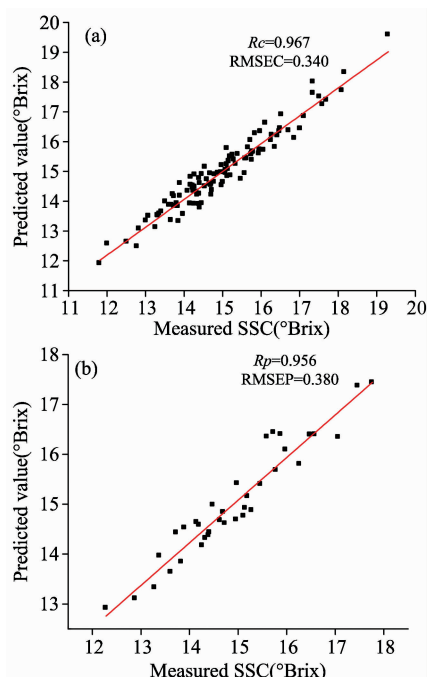 (a)
Rc=0.967
RMSEC=0.340
20
19
18
17
16
15
14
13
12
11
Predicted value(°Brix)
11 12 13 14 15 16 17 18 19 20
Measured SSC(°Brix)
(b)
Rp=0.956
RMSEP=0.380
18
17
16
15
14
13
Predicted value(°Brix)
12 13 14 15 16 17 18
Measured SSC(°Brix)